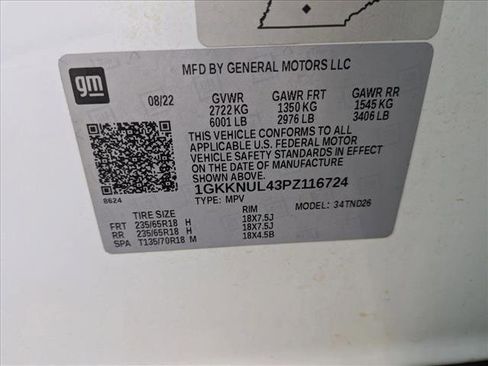 gm
MFD BY GENERAL MOTORS LLC
08/22 GVWR GAWR FRT GAWR RR
2722 KG 1350 KG 1545 KG
6001 LB 2976 LB 3406 LB
THIS VEHICLE CONFORMS TO ALL
APPLICABLE U.S. FEDERAL MOTOR
VEHICLE SAFETY STANDARDS IN EFFECT
ON THE DATE OF MANUFACTURE
SHOWN ABOVE.
1GKKNUL43PZ116724
8624
TYPE: MPV MODEL: 34TND26
TIRE SIZE RIM
FRT 235/65R18 H 18X7.5J
RR 235/65R18 H 18X7.5J
SPA T135/70R18 M 18X4.5B